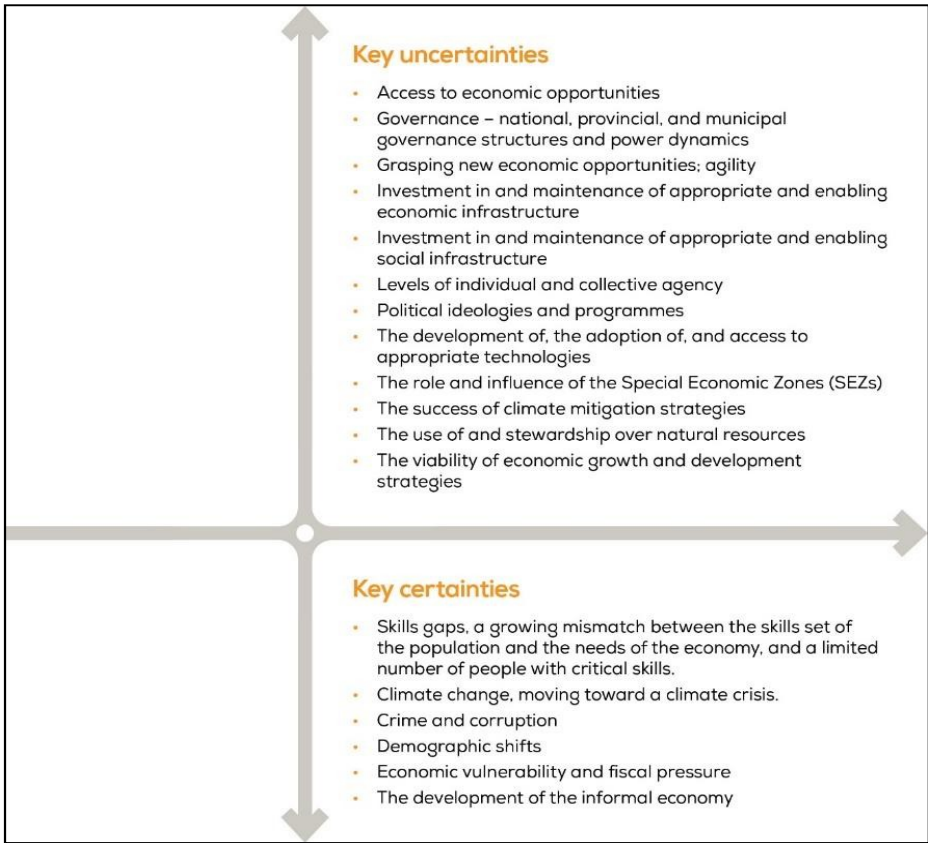 Key uncertainties
• Access to economic opportunities
• Governance – national, provincial, and municipal
governance structures and power dynamics
• Grasping new economic opportunities; agility
• Investment in and maintenance of appropriate and enabling
economic infrastructure
• Investment in and maintenance of appropriate and enabling
social infrastructure
• Levels of individual and collective agency
• Political ideologies and programmes
• The development of, the adoption of, and access to
appropriate technologies
• The role and influence of the Special Economic Zones (SEZs)
• The success of climate mitigation strategies
• The use of and stewardship over natural resources
• The viability of economic growth and development
strategies
Key certainties
• Skills gaps, a growing mismatch between the skills set of
the population and the needs of the economy, and a limited
number of people with critical skills.
• Climate change, moving toward a climate crisis.
• Crime and corruption
• Demographic shifts
• Economic vulnerability and fiscal pressure
• The development of the informal economy